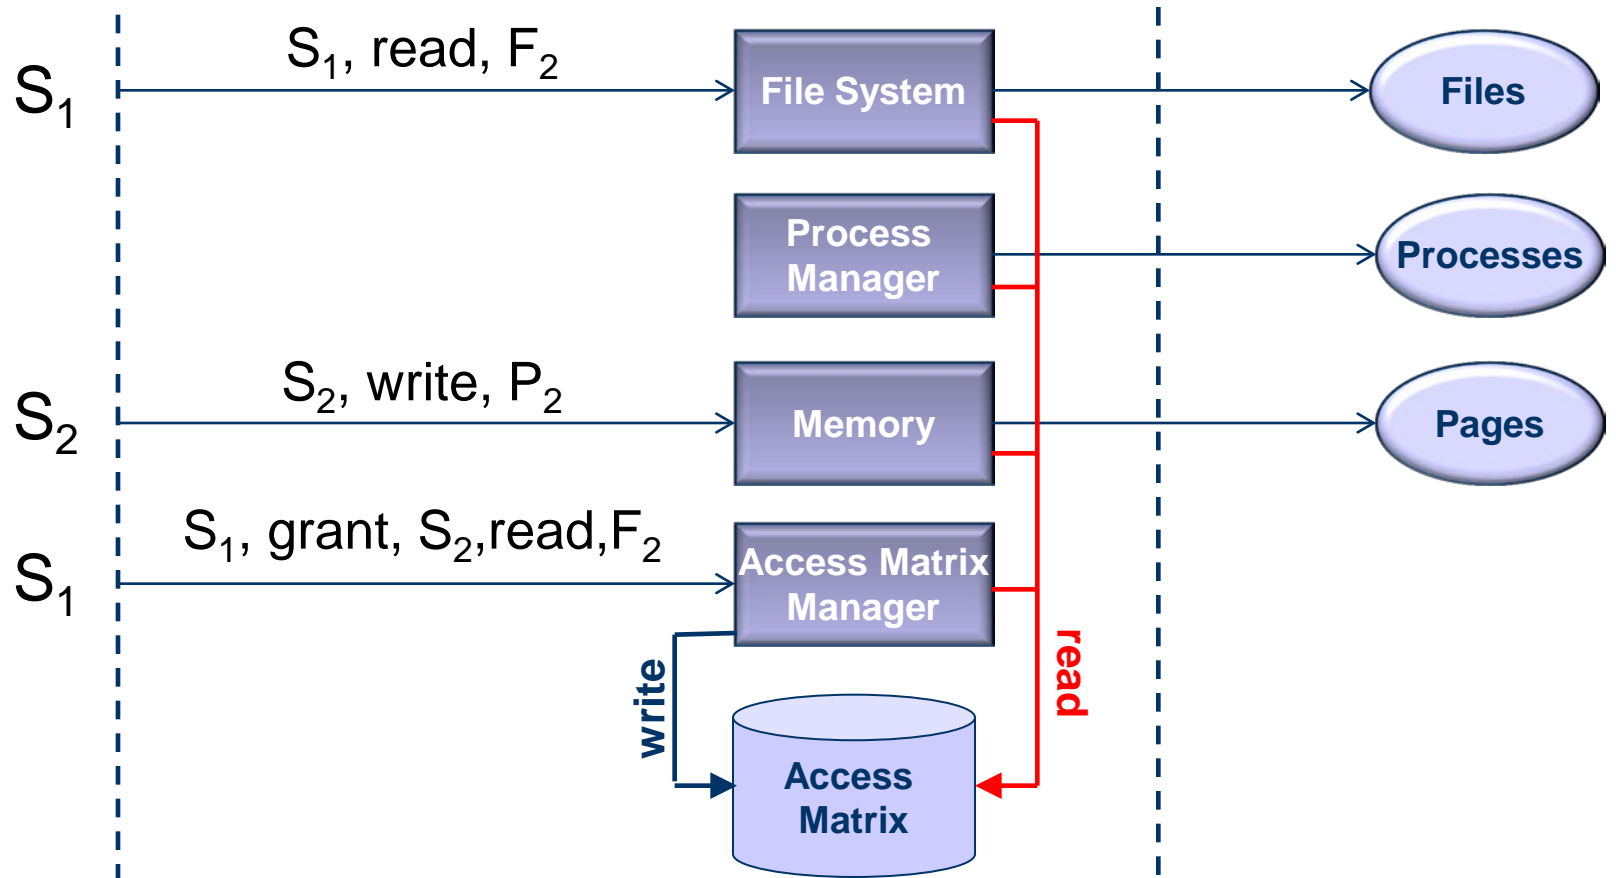 S₁, read, F₂
S₁
File System
Files
Process
Manager
Processes
S₂, write, P₂
S₂
Memory
Pages
S₁, grant, S₂,read,F₂
S₁
Access Matrix
Manager
write
read
Access
Matrix